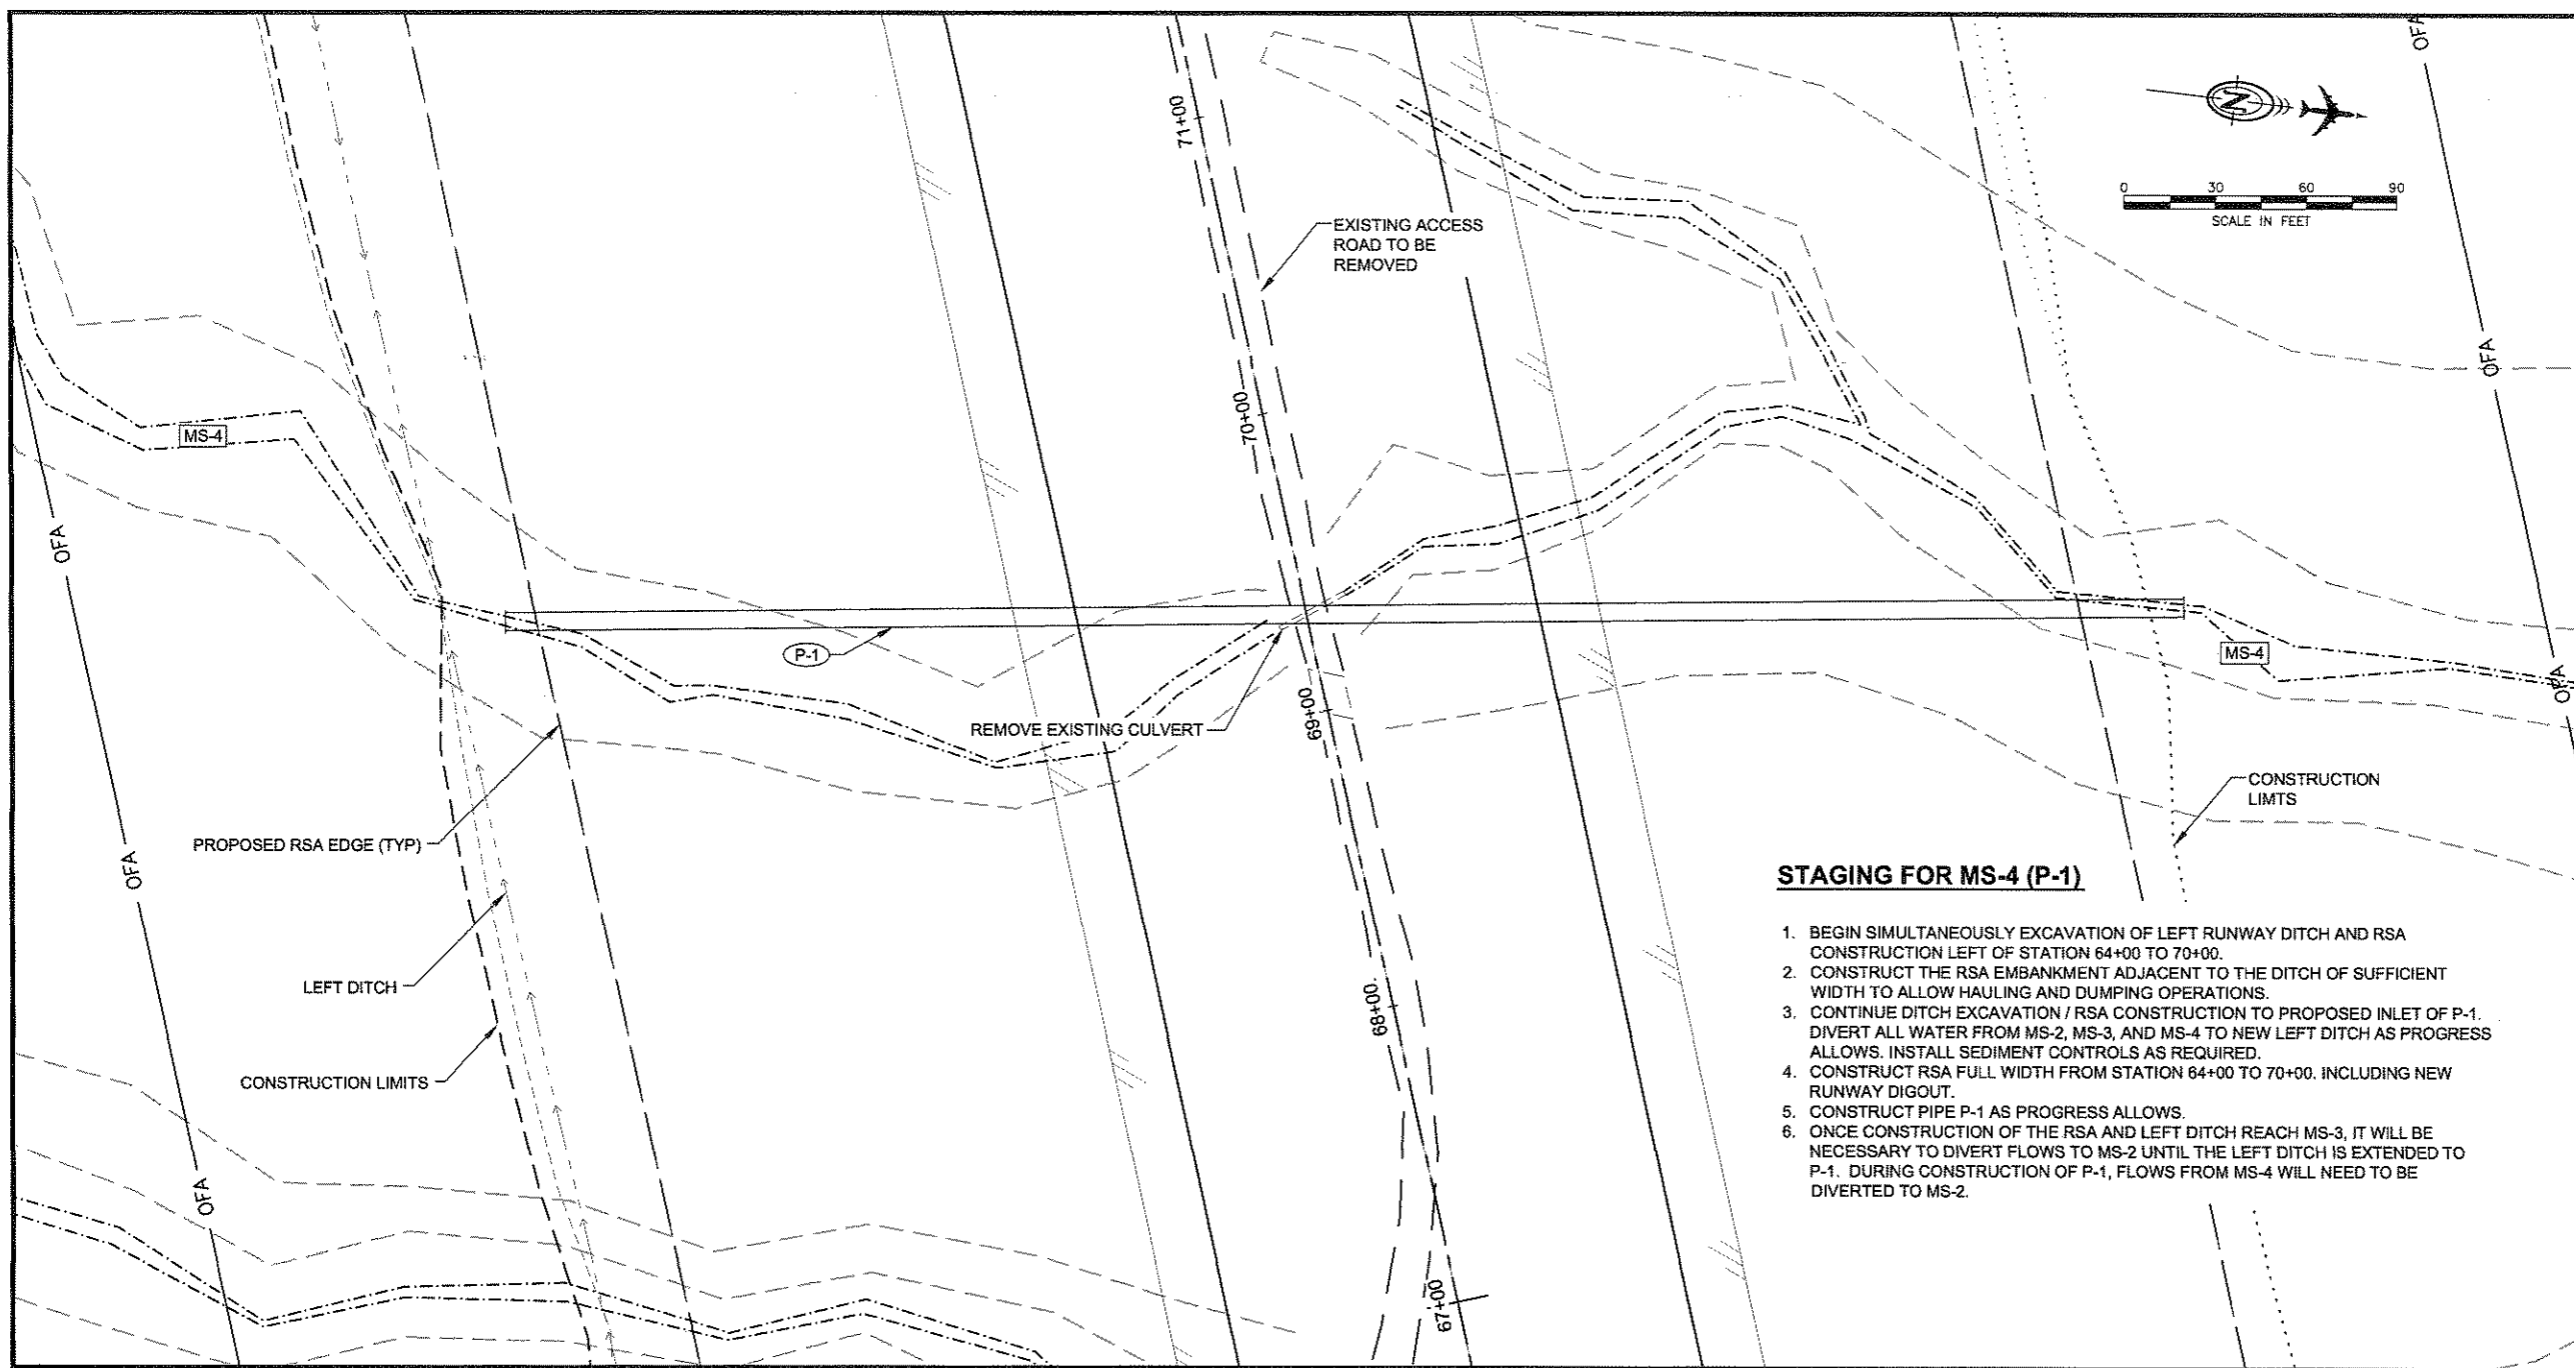 OFA
71+00
N
0 30 60 90
SCALE IN FEET
EXISTING ACCESS
ROAD TO BE
REMOVED
OFA
70+00
MS-4
OFA
P-1
MS-4
OFA
69+00
REMOVE EXISTING CULVERT
CONSTRUCTION
LIMTS
PROPOSED RSA EDGE (TYP)
OFA
STAGING FOR MS-4 (P-1)
1. BEGIN SIMULTANEOUSLY EXCAVATION OF LEFT RUNWAY DITCH AND RSA
CONSTRUCTION LEFT OF STATION 64+00 TO 70+00.
2. CONSTRUCT THE RSA EMBANKMENT ADJACENT TO THE DITCH OF SUFFICIENT
WIDTH TO ALLOW HAULING AND DUMPING OPERATIONS.
3. CONTINUE DITCH EXCAVATION / RSA CONSTRUCTION TO PROPOSED INLET OF P-1.
DIVERT ALL WATER FROM MS-2, MS-3, AND MS-4 TO NEW LEFT DITCH AS PROGRESS
ALLOWS. INSTALL SEDIMENT CONTROLS AS REQUIRED.
4. CONSTRUCT RSA FULL WIDTH FROM STATION 64+00 TO 70+00. INCLUDING NEW
RUNWAY DIGOUT.
5. CONSTRUCT PIPE P-1 AS PROGRESS ALLOWS.
6. ONCE CONSTRUCTION OF THE RSA AND LEFT DITCH REACH MS-3, IT WILL BE
NECESSARY TO DIVERT FLOWS TO MS-2 UNTIL THE LEFT DITCH IS EXTENDED TO
P-1. DURING CONSTRUCTION OF P-1, FLOWS FROM MS-4 WILL NEED TO BE
DIVERTED TO MS-2.
LEFT DITCH
68+00
CONSTRUCTION LIMITS
OFA
67+00